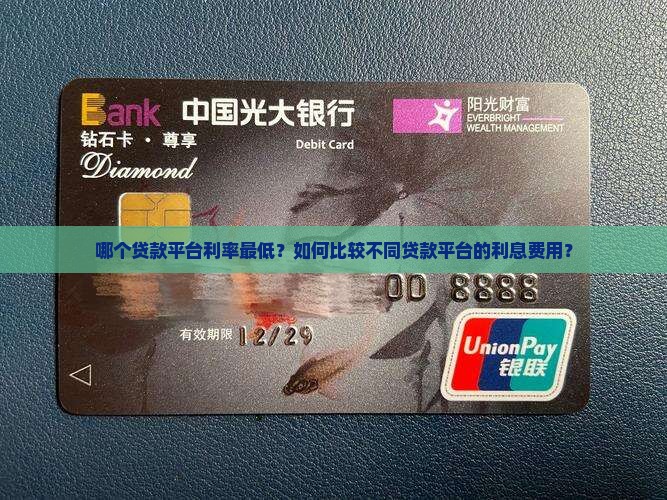 Bank 中国光大银行
阳光财富
EVERBRIGHT
WEALTH MANAGEMENT
钻石卡 · 尊享
Debit Card
Diamond
哪个贷款平台利率最低？如何比较不同贷款平台的利息费用？
00 8888
有效期限 12/29
UnionPay
银联